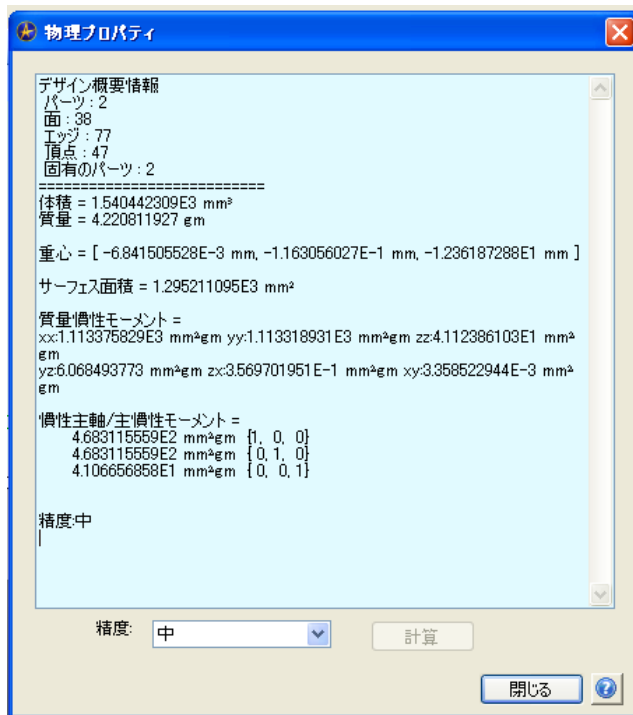 物理プロパティ
デザイン概要情報
パーツ : 2
面 : 38
エッジ : 77
頂点 : 47
固有のパーツ : 2
===========================
体積 = 1.540442309E3 mm³
質量 = 4.220811927 gm
重心 = [ -6.841505528E-3 mm, -1.163056027E-1 mm, -1.236187288E1 mm ]
サーフェス面積 = 1.295211095E3 mm²
質量慣性モーメント =
xx:1.113375829E3 mm²gm yy:1.113318931E3 mm²gm zz:4.112386103E1 mm²
gm
yz:6.068493773 mm²gm zx:3.569701951E-1 mm²gm xy:3.358522944E-3 mm²
gm
慣性主軸/主慣性モーメント =
4.683115559E2 mm²gm {1, 0, 0}
4.683115559E2 mm²gm { 0, 1, 0}
4.106656858E1 mm²gm { 0, 0, 1}
精度:中
精度: 中 計算
閉じる